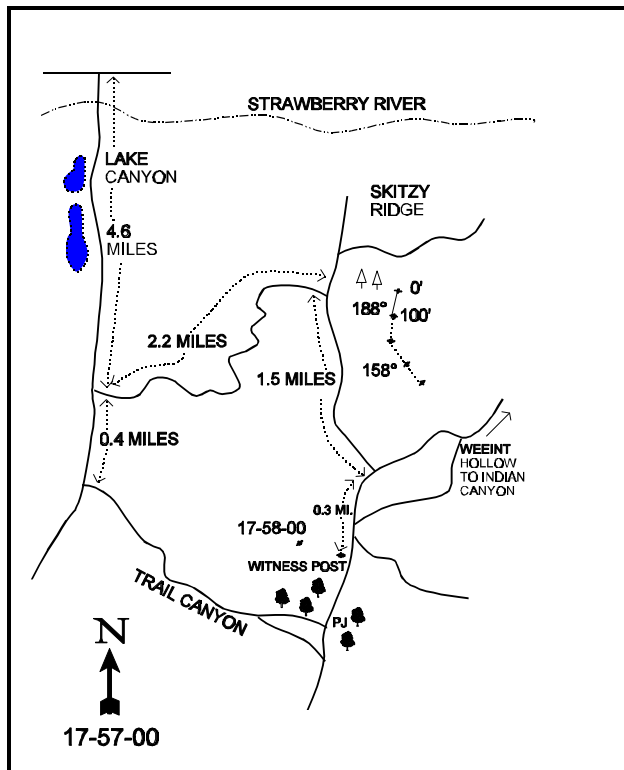 STRAWBERRY RIVER
LAKE
CANYON
SKITZY
RIDGE
4.6
MILES
0'
188°
100'
2.2 MILES
158°
1.5 MILES
0.4 MILES
WEEINT
HOLLOW
TO INDIAN
CANYON
0.3 MI.
17-58-00
WITNESS POST
TRAIL CANYON
PJ
N
17-57-00